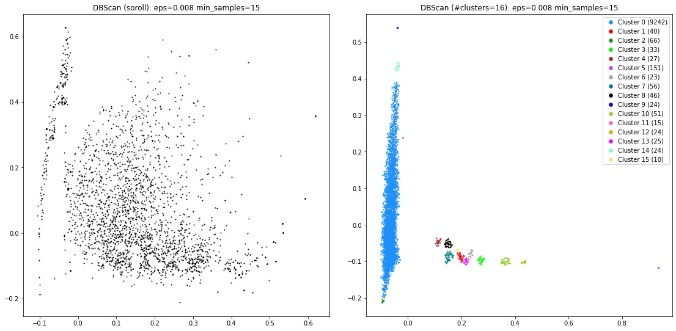 DBScan (soroll): eps=0.008 min_samples=15
0.6
0.4
0.2
0.0
−0.2
−0.1 0.0 0.1 0.2 0.3 0.4 0.5 0.6
DBScan (#clusters=16): eps=0.008 min_samples=15
0.5
0.4
0.3
0.2
0.1
0.0
−0.1
−0.2
0.0 0.2 0.4 0.6 0.8
Cluster 0 (9242)
Cluster 1 (40)
Cluster 2 (66)
Cluster 3 (33)
Cluster 4 (27)
Cluster 5 (151)
Cluster 6 (23)
Cluster 7 (56)
Cluster 8 (46)
Cluster 9 (24)
Cluster 10 (51)
Cluster 11 (15)
Cluster 12 (24)
Cluster 13 (25)
Cluster 14 (24)
Cluster 15 (10)